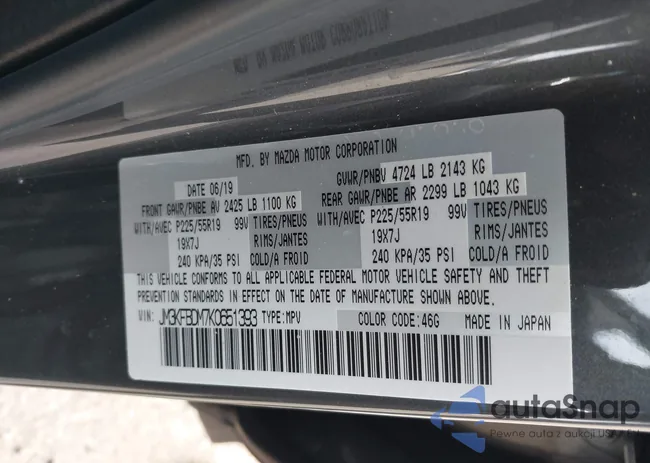 MFD. BY MAZDA MOTOR CORPORATION
DATE 06/19 GVWR/PNBV 4724 LB 2143 KG
FRONT GAWR/PNBE AV 2425 LB 1100 KG REAR GAWR/PNBE AR 2299 LB 1043 KG
WITH/AVEC P225/55R19 99V TIRES/PNEUS WITH/AVEC P225/55R19 99V TIRES/PNEUS
19X7J RIMS/JANTES 19X7J RIMS/JANTES
240 KPA/35 PSI COLD/A FROID 240 KPA/35 PSI COLD/A FROID
THIS VEHICLE CONFORMS TO ALL APPLICABLE FEDERAL MOTOR VEHICLE SAFETY AND THEFT
PREVENTION STANDARDS IN EFFECT ON THE DATE OF MANUFACTURE SHOWN ABOVE.
VIN: JM3KFBDM7K0651393 TYPE: MPV COLOR CODE: 46G MADE IN JAPAN
autaSnap
Pewne auta z aukcji USA